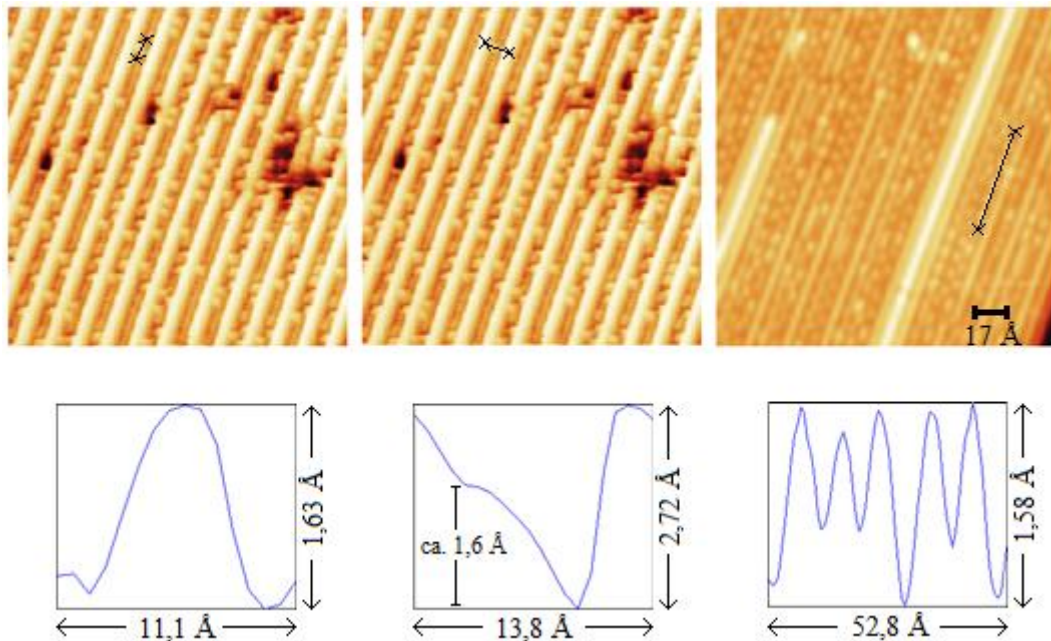 17 Å
1,63 Å
ca. 1,6 Å
2,72 Å
1,58 Å
11,1 Å
13,8 Å
52,8 Å